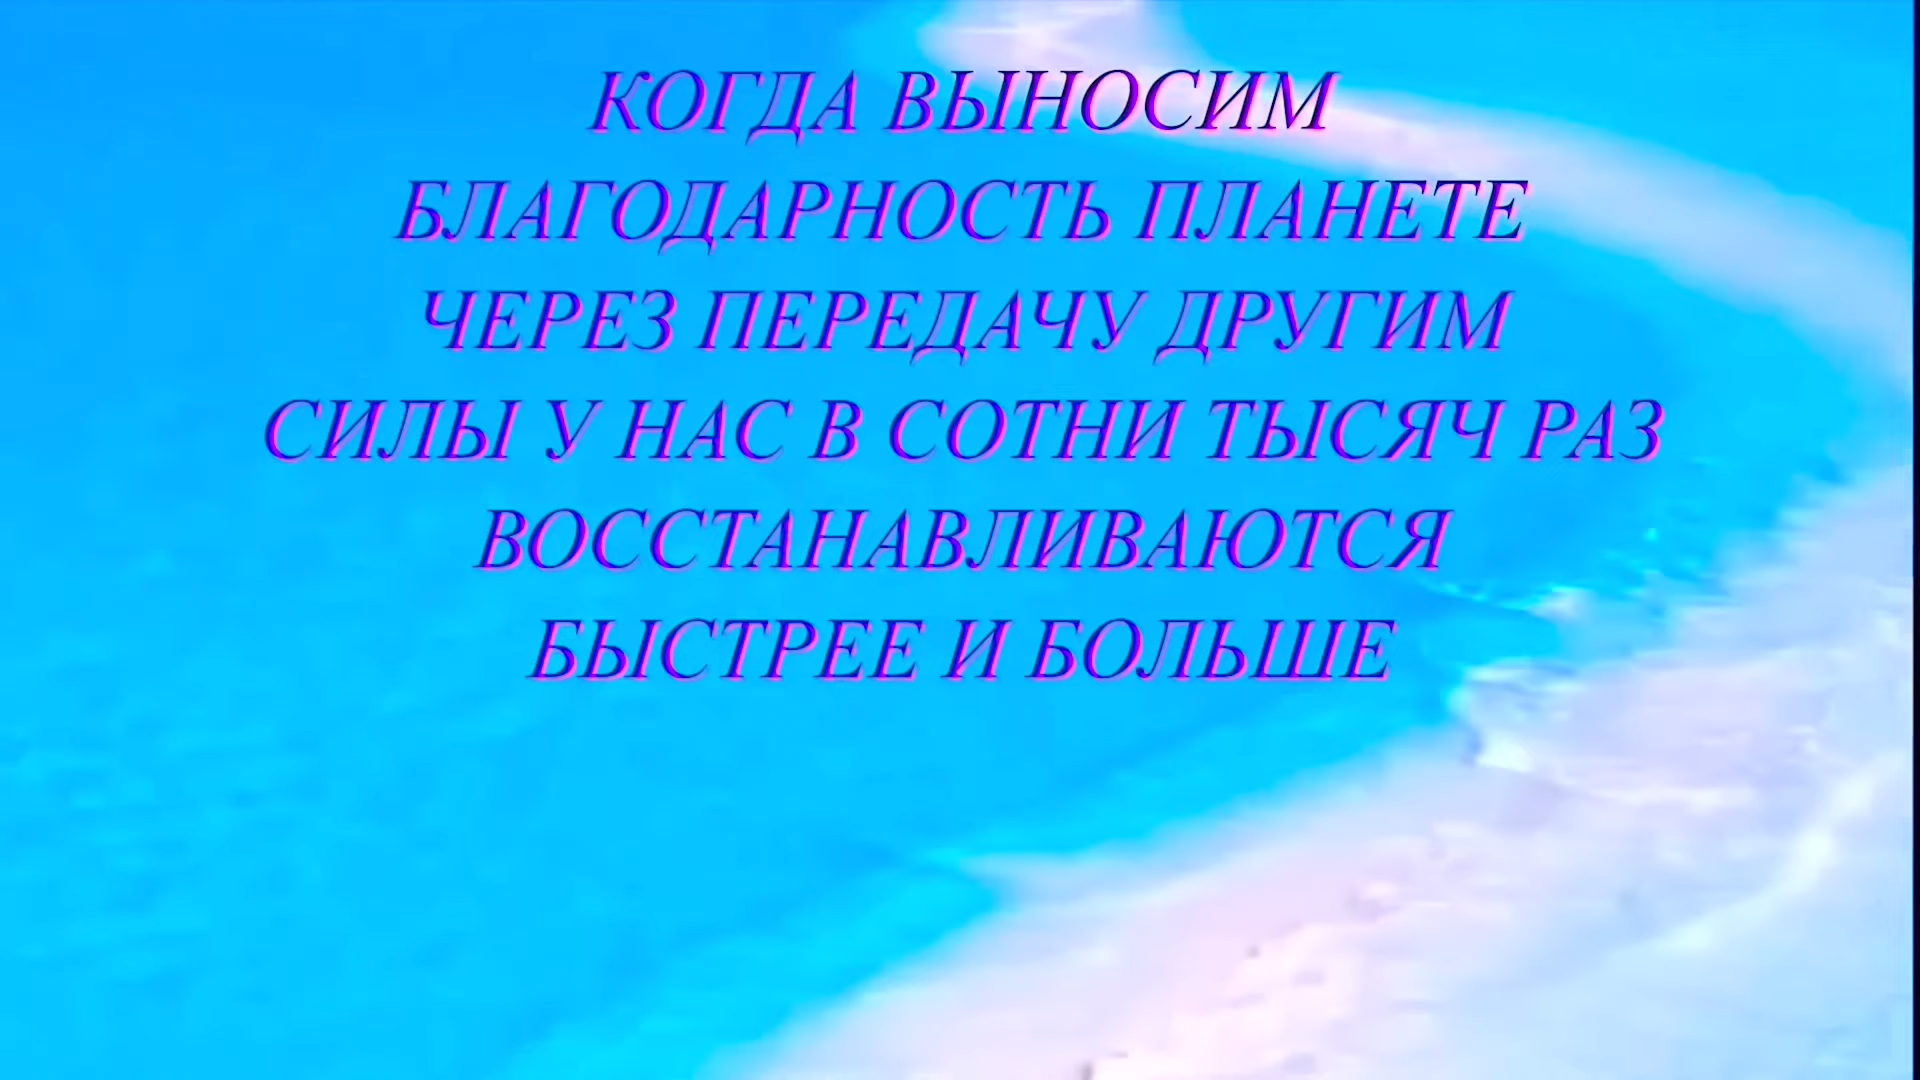 КОГДА ВЫНОСИМ
БЛАГОДАРНОСТЬ ПЛАНЕТЕ
ЧЕРЕЗ ПЕРЕДАЧУ ДРУГИМ
СИЛЫ У НАС В СОТНИ ТЫСЯЧ РАЗ
ВОССТАНАВЛИВАЮТСЯ
БЫСТРЕЕ И БОЛЬШЕ